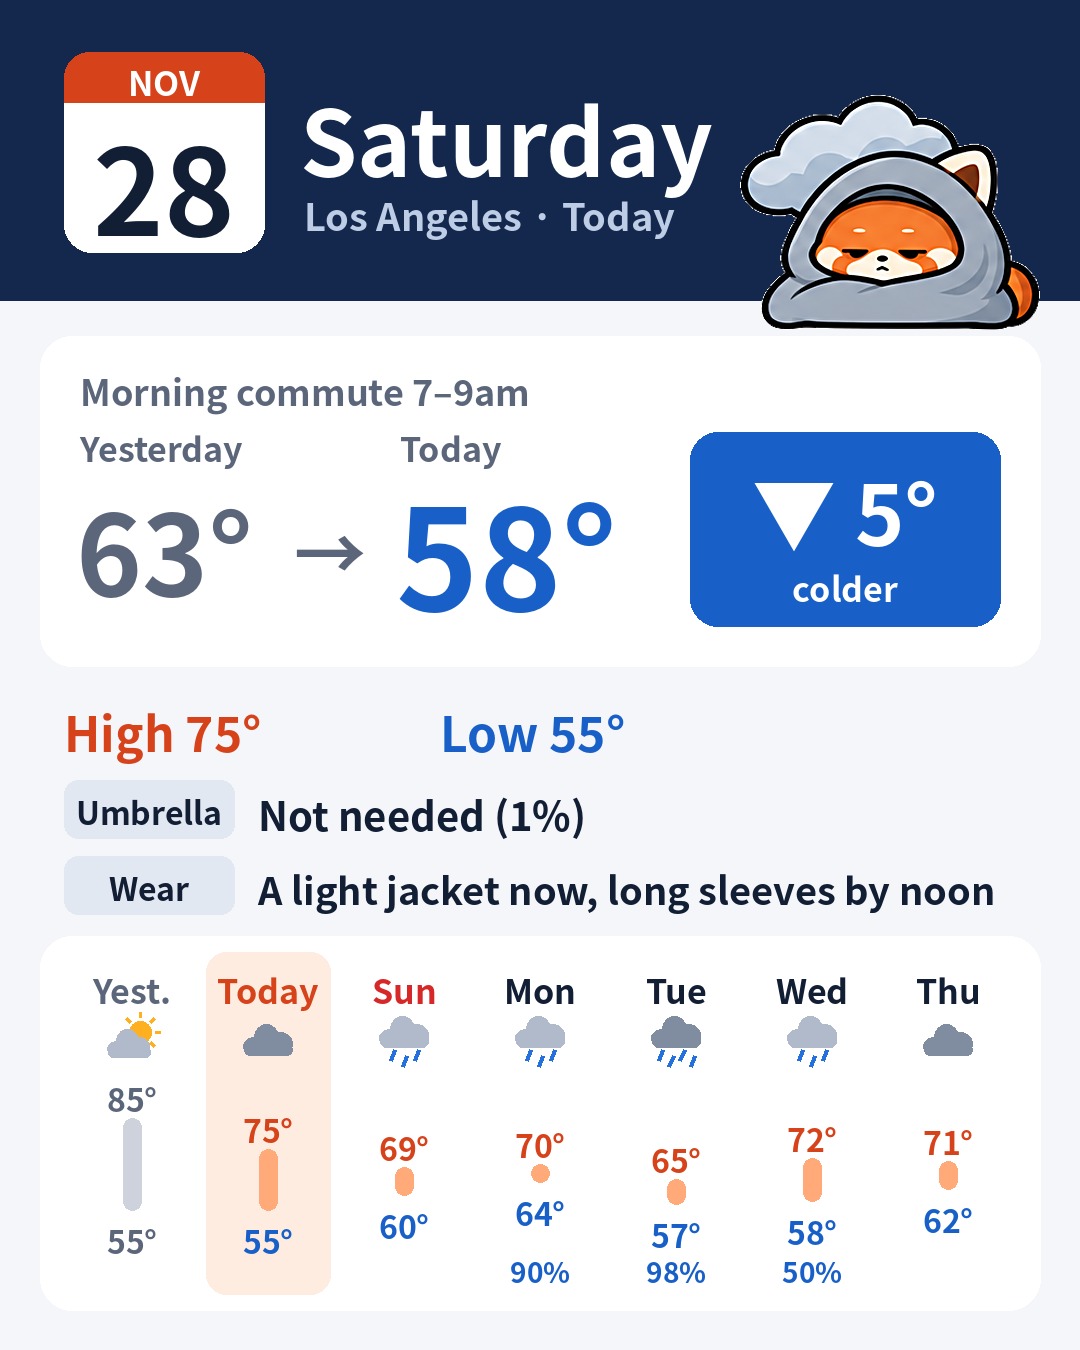 NOV
28
Saturday
Los Angeles · Today
Morning commute 7–9am
Yesterday Today
63° → 58° ▼ 5°
colder
High 75° Low 55°
Umbrella Not needed (1%)
Wear A light jacket now, long sleeves by noon
Yest. Today Sun Mon Tue Wed Thu
85° 75° 69° 70° 65° 72° 71°
55° 55° 60° 64° 57° 58° 62°
90% 98% 50%